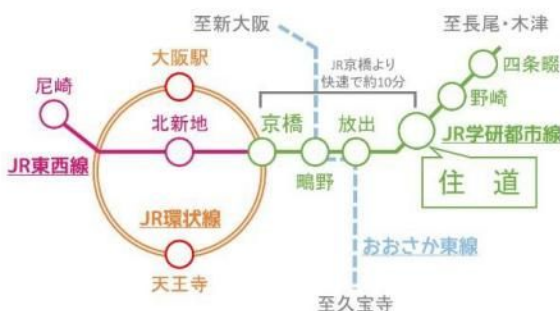 至新大阪
至長尾・木津
大阪駅
JR京橋より
快速で約10分
四条畷
尼崎
野崎
北新地
京橋
放出
JR学研都市線
JR東西線
鴫野
住 道
JR環状線
おおさか東線
天王寺
至久宝寺